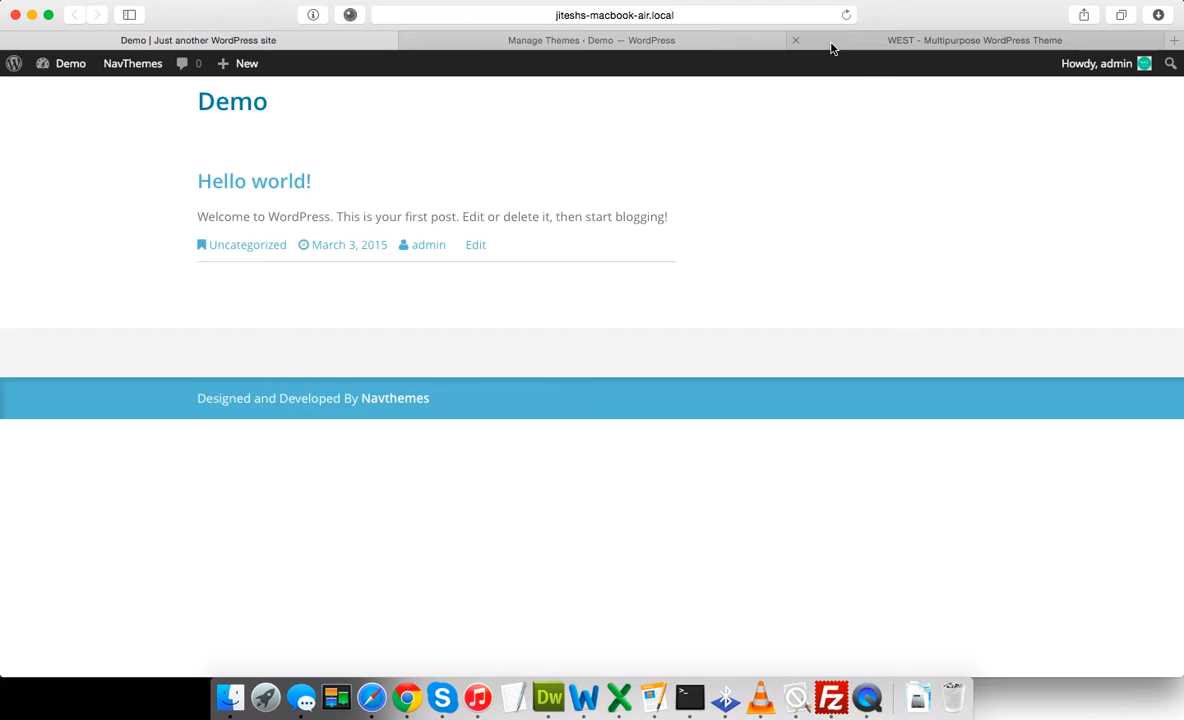 jiteshs-macbook-air.local
Demo | Just another WordPress site
Manage Themes ‹ Demo — WordPress
WEST - Multipurpose WordPress Theme
Demo NavThemes 0 New Howdy, admin
Demo
Hello world!
Welcome to WordPress. This is your first post. Edit or delete it, then start blogging!
Uncategorized March 3, 2015 admin Edit
Designed and Developed By Navthemes
Dw W X >_ Fz